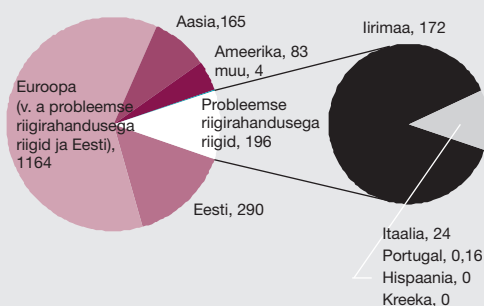 Aasia,165
Ameerika, 83
muu, 4
Euroopa
(v. a probleemse
riigirahandusega
riigid ja Eesti),
1164
Probleemse
riigirahandusega
riigid, 196
Eesti, 290
Iirimaa, 172
Itaalia, 24
Portugal, 0,16
Hispaania, 0
Kreeka, 0